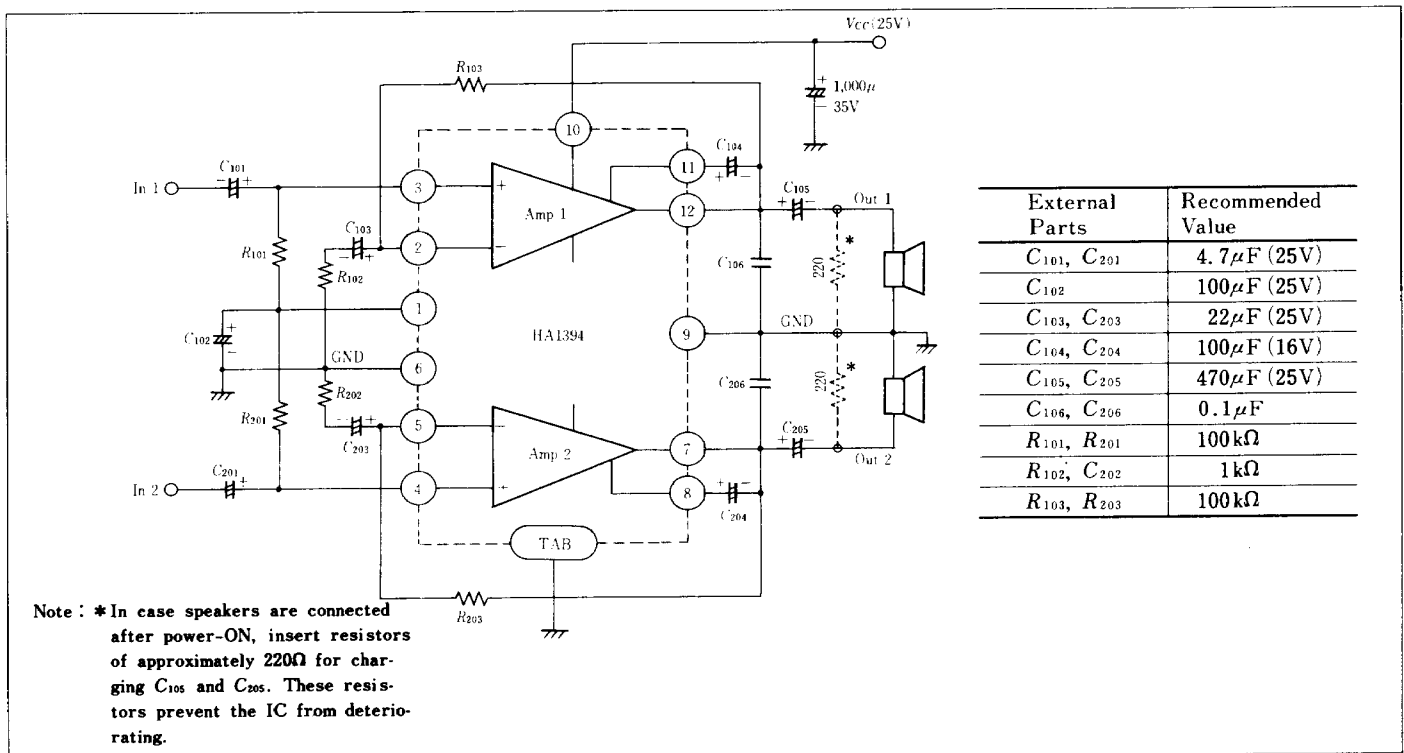 Vcc(25V)
R103
+ 1,000μ
− 35V
10
C104
11
C101
− +
+ −
C105
In 1
3
+
+ −
Out 1
Amp 1
12
*
C103
− +
2
−
R101
R102
C106
220
1
C102
+
−
GND
HA1394
9
GND
6
R202
C206
220
*
R201
− +
5
−
C205
C203
+ −
Amp 2
7
Out 2
C201
+
In 2
4
+
8
+ −
C204
TAB
R203
Note : * In case speakers are connected
after power-ON, insert resistors
of approximately 220Ω for char-
ging C105 and C205. These resis-
tors prevent the IC from deterio-
rating.
External Parts Recommended Value
C101, C201 4.7μF (25V)
C102 100μF (25V)
C103, C203 22μF (25V)
C104, C204 100μF (16V)
C105, C205 470μF (25V)
C106, C206 0.1μF
R101, R201 100kΩ
R102, C202 1kΩ
R103, R203 100kΩ